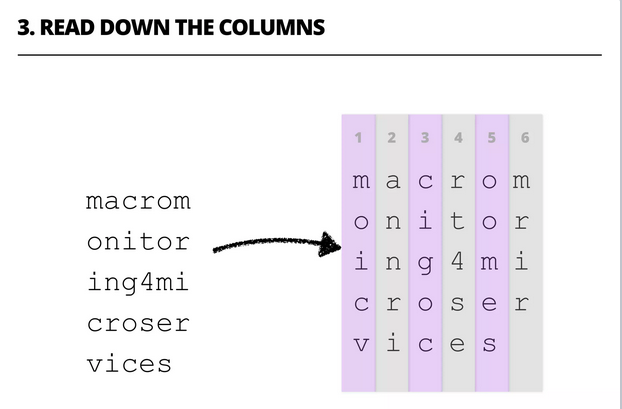 3. READ DOWN THE COLUMNS
macrom
onitor
ing4mi
croser
vices
1 2 3 4 5 6
m a c r o m
o n i t o r
i n g 4 m i
c r o s e r
v i c e s